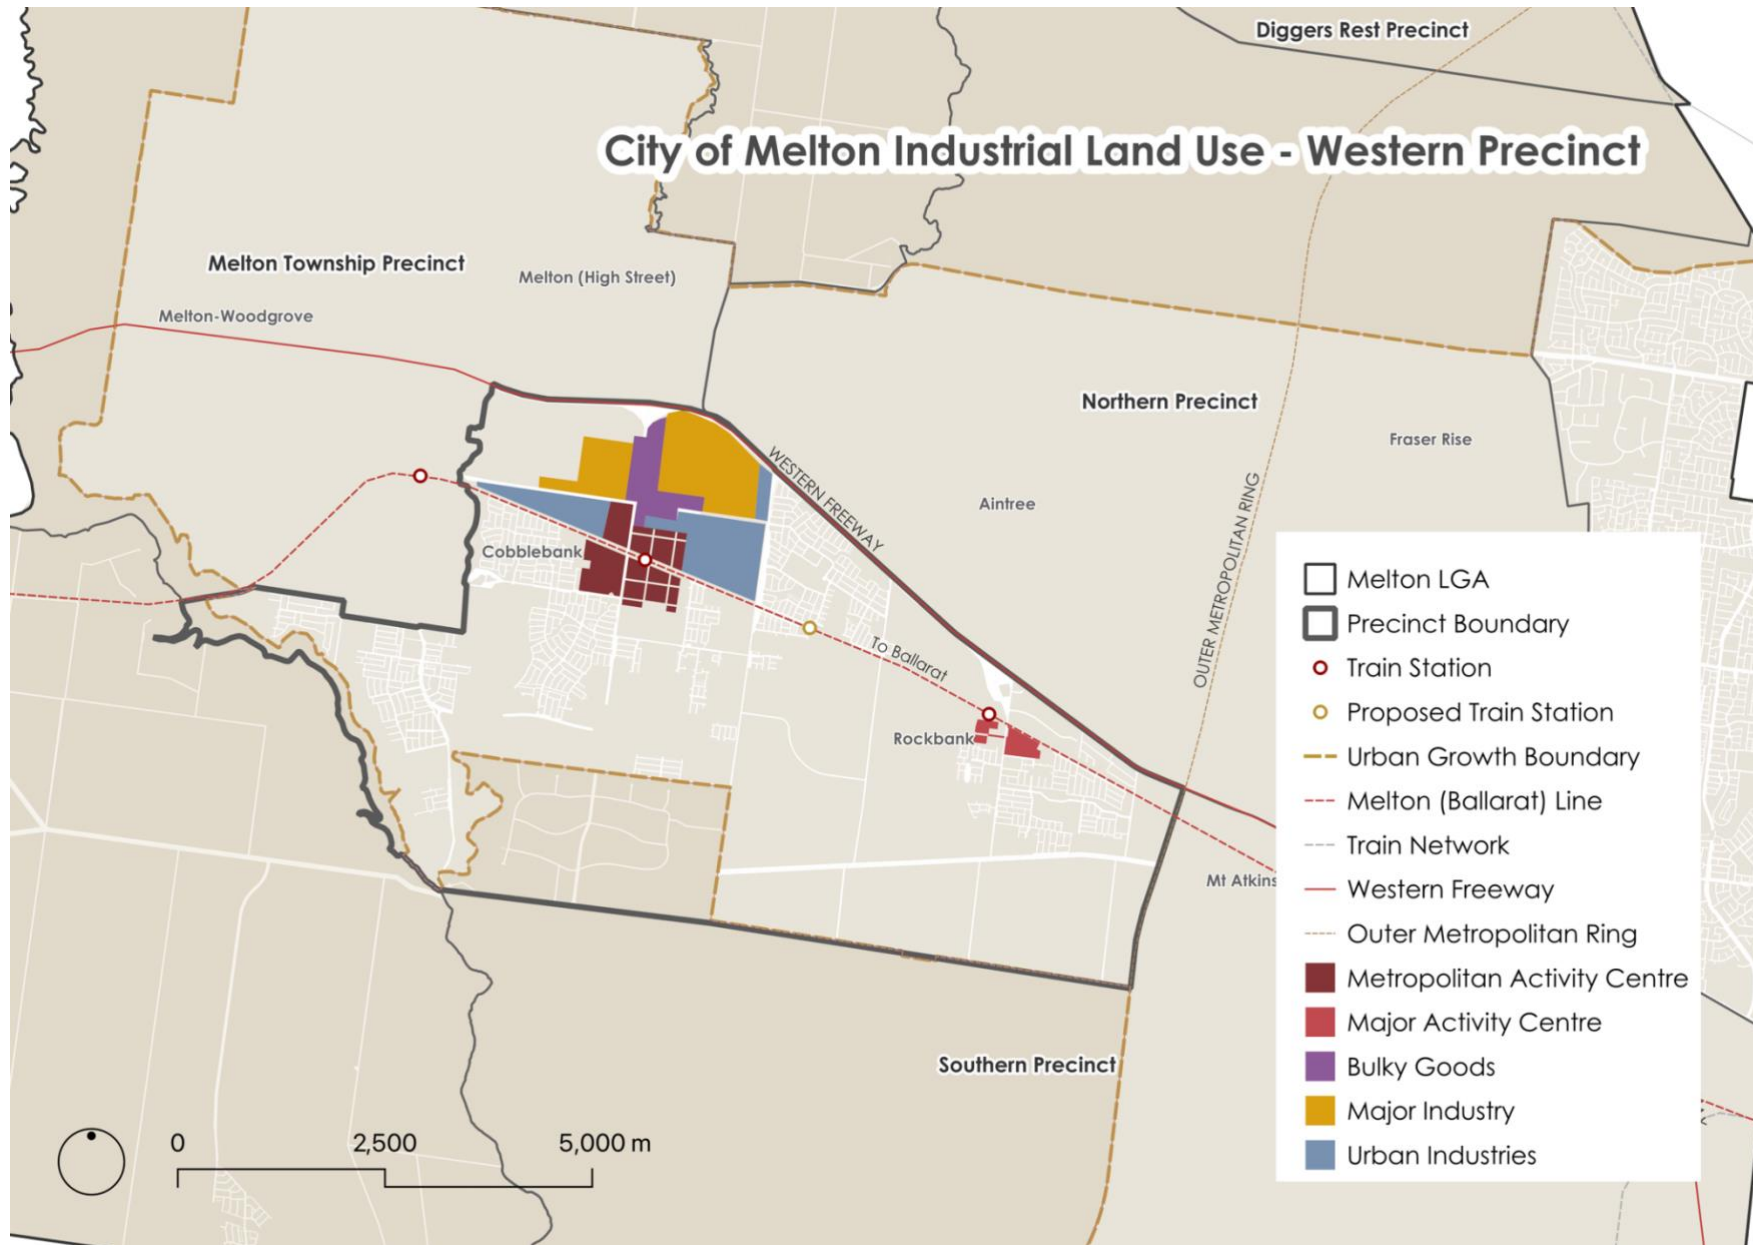 Diggers Rest Precinct
City of Melton Industrial Land Use - Western Precinct
Melton Township Precinct
Melton (High Street)
Melton-Woodgrove
Northern Precinct
Fraser Rise
WESTERN FREEWAY
Aintree
OUTER METROPOLITAN RING
Cobblebank
To Ballarat
Rockbank
Mt Atkins
Southern Precinct
Melton LGA
Precinct Boundary
Train Station
Proposed Train Station
Urban Growth Boundary
Melton (Ballarat) Line
Train Network
Western Freeway
Outer Metropolitan Ring
Metropolitan Activity Centre
Major Activity Centre
Bulky Goods
Major Industry
Urban Industries
0 2,500 5,000 m